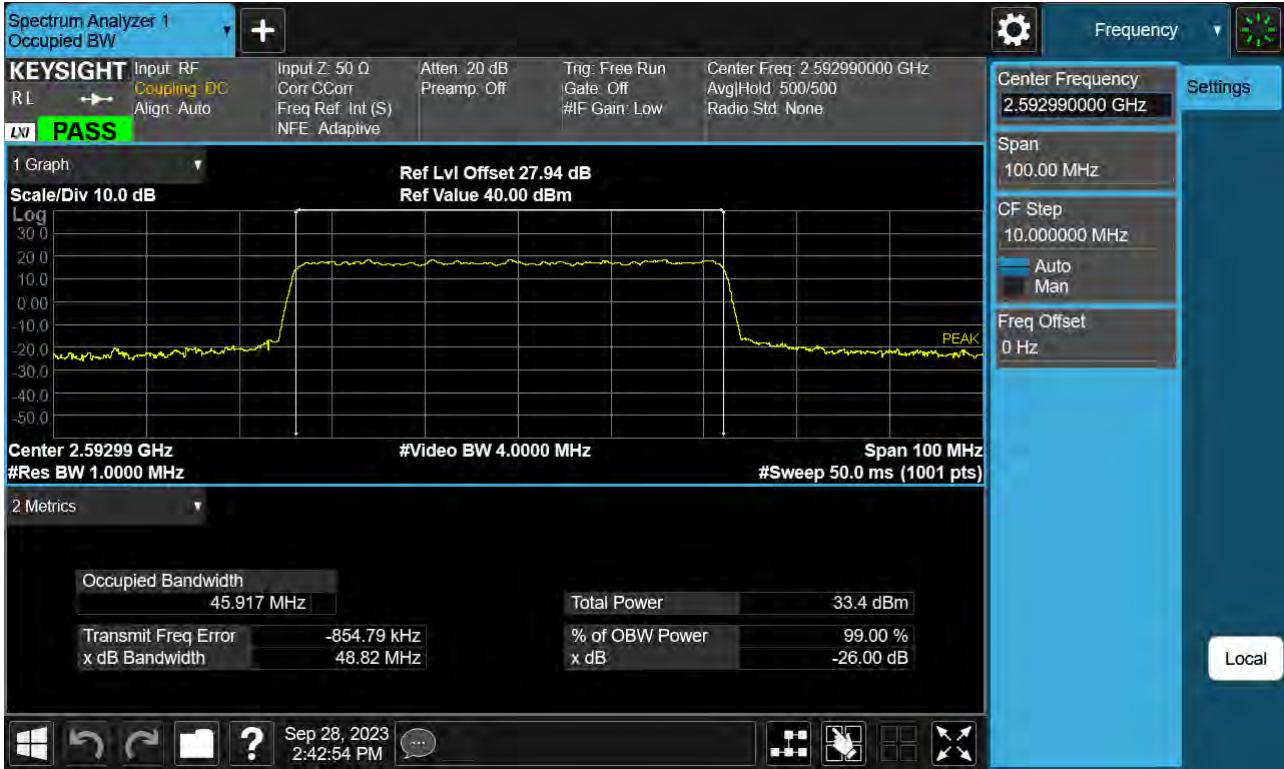 Spectrum Analyzer 1
Occupied BW
+
Frequency
KEYSIGHT
R L
LXI PASS
Input: RF
Coupling: DC
Align: Auto
Input Z: 50 Ω
Corr CCorr
Freq Ref: Int (S)
NFE: Adaptive
Atten: 20 dB
Preamp: Off
Trig: Free Run
Gate: Off
#IF Gain: Low
Center Freq: 2.592990000 GHz
Avg|Hold: 500/500
Radio Std: None
1 Graph
Scale/Div 10.0 dB
Ref Lvl Offset 27.94 dB
Ref Value 40.00 dBm
Log
30.0
20.0
10.0
0.00
-10.0
-20.0
-30.0
-40.0
-50.0
PEAK
Center 2.59299 GHz
#Video BW 4.0000 MHz
Span 100 MHz
#Res BW 1.0000 MHz
#Sweep 50.0 ms (1001 pts)
2 Metrics
Occupied Bandwidth
45.917 MHz
Transmit Freq Error -854.79 kHz
x dB Bandwidth 48.82 MHz
Total Power 33.4 dBm
% of OBW Power 99.00 %
x dB -26.00 dB
?
Sep 28, 2023
2:42:54 PM
Center Frequency
2.592990000 GHz
Settings
Span
100.00 MHz
CF Step
10.000000 MHz
Auto
Man
Freq Offset
0 Hz
Local